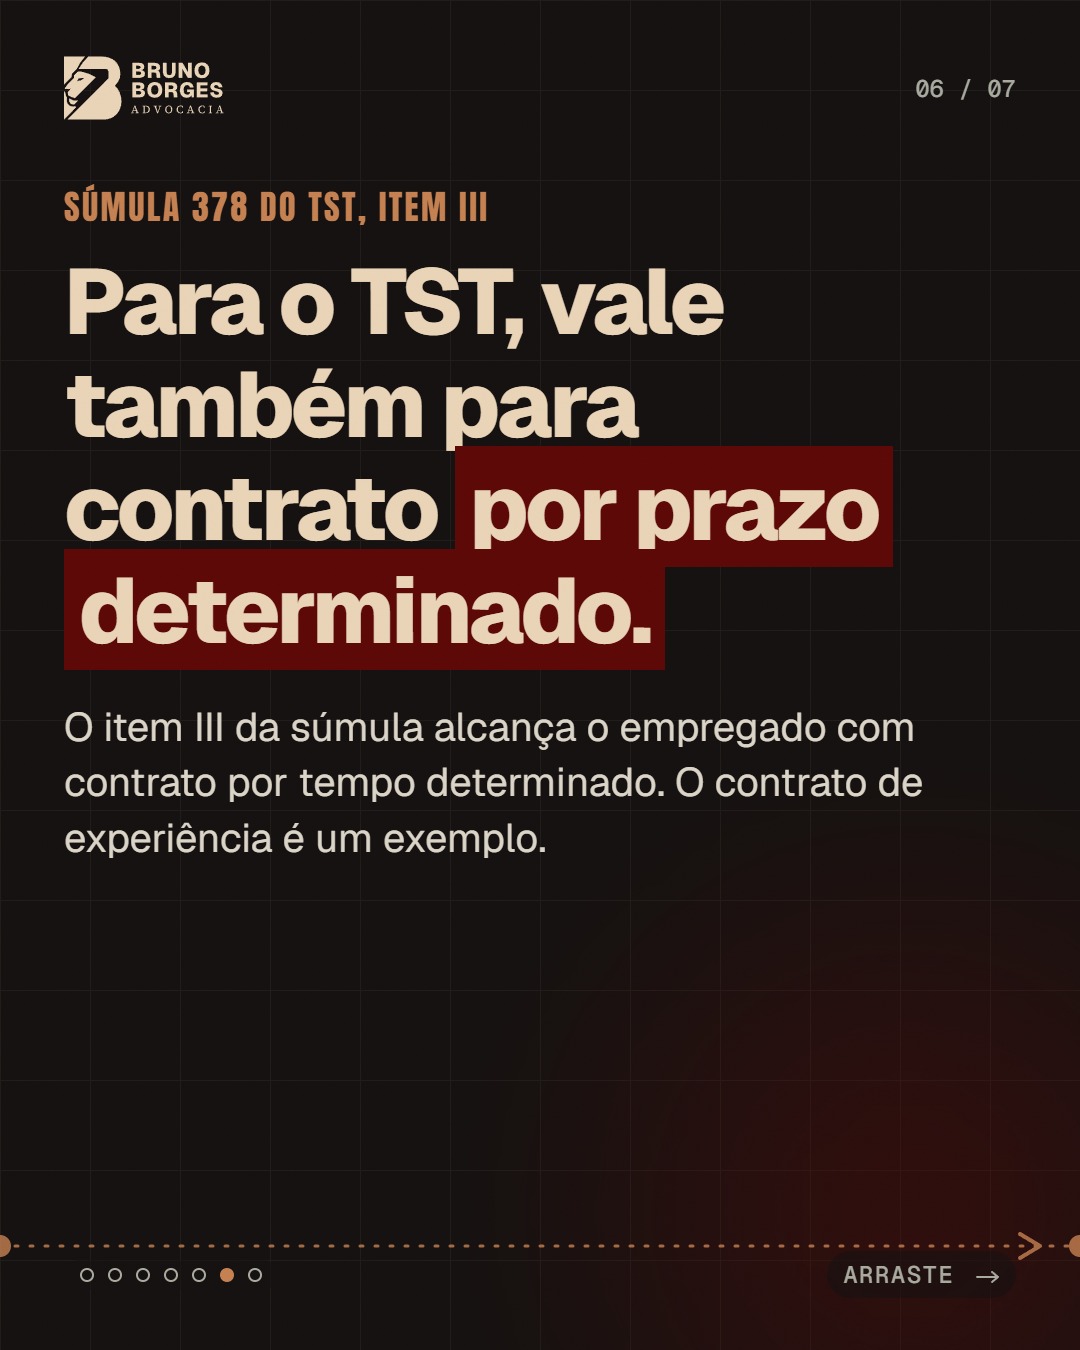 BRUNO
BORGES
ADVOCACIA
06 / 07
SÚMULA 378 DO TST, ITEM III
Para o TST, vale
também para
contrato por prazo
determinado.
O item III da súmula alcança o empregado com
contrato por tempo determinado. O contrato de
experiência é um exemplo.
ARRASTE →